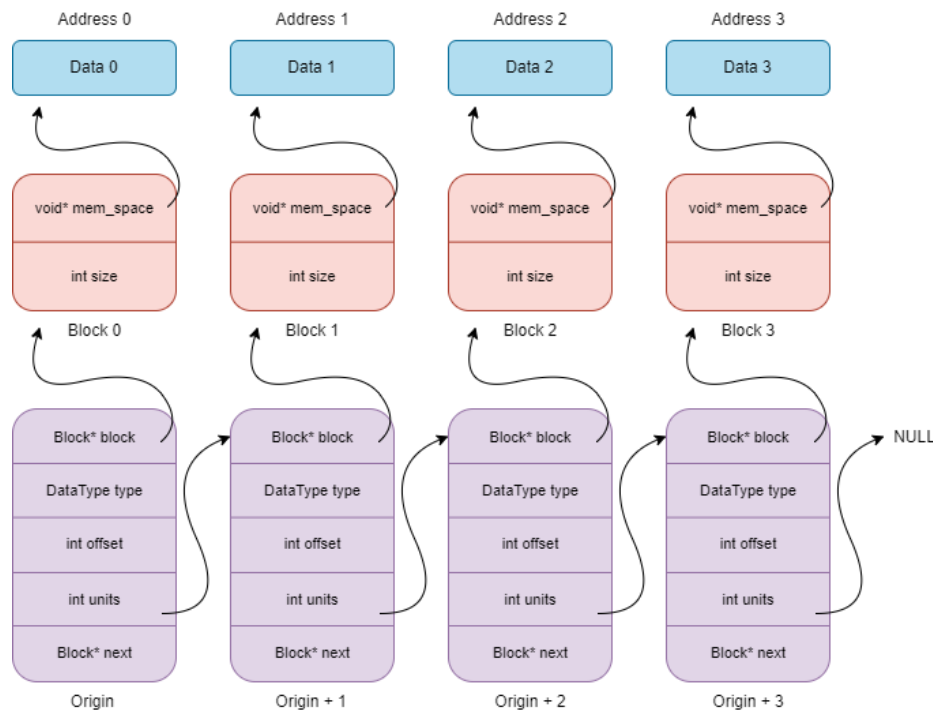 Address 0
Address 1
Address 2
Address 3
Data 0
Data 1
Data 2
Data 3
void* mem_space
void* mem_space
void* mem_space
void* mem_space
int size
int size
int size
int size
Block 0
Block 1
Block 2
Block 3
Block* block
Block* block
Block* block
Block* block
NULL
DataType type
DataType type
DataType type
DataType type
int offset
int offset
int offset
int offset
int units
int units
int units
int units
Block* next
Block* next
Block* next
Block* next
Origin
Origin + 1
Origin + 2
Origin + 3